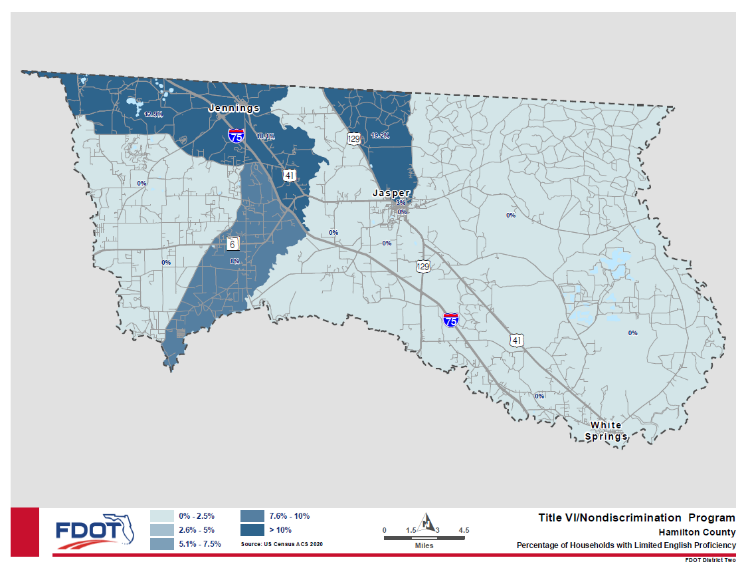 Jennings
75
129
41
Jasper
0%
0%
0%
6
0%
0%
0%
129
75
41
0%
0%
White
Springs
FDOT
0% - 2.5%
2.6% - 5%
5.1% - 7.5%
7.6% - 10%
> 10%
Source: US Census ACS 2020
N
0 1.5 3 4.5
Miles
Title VI/Nondiscrimination Program
Hamilton County
Percentage of Households with Limited English Proficiency
FDOT District Two